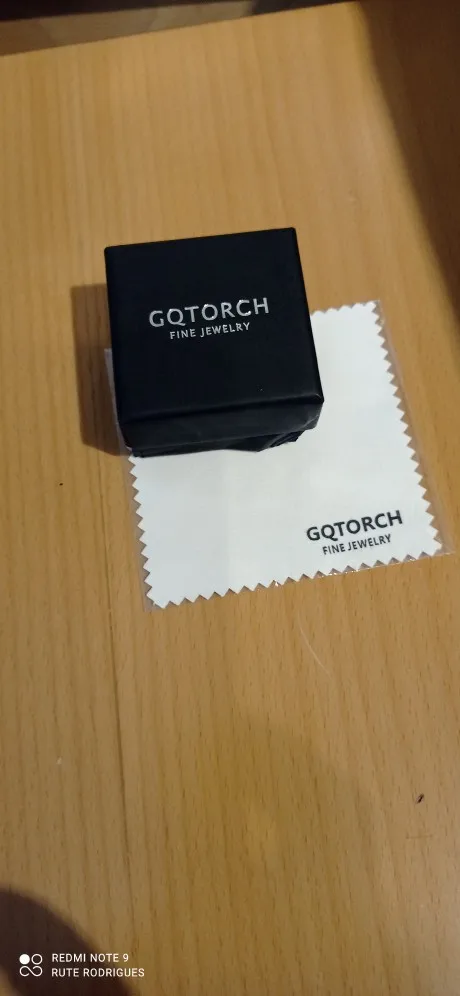 GQTORCH
FINE JEWELRY
GQTORCH
FINE JEWELRY
REDMI NOTE 9
RUTE RODRIGUES